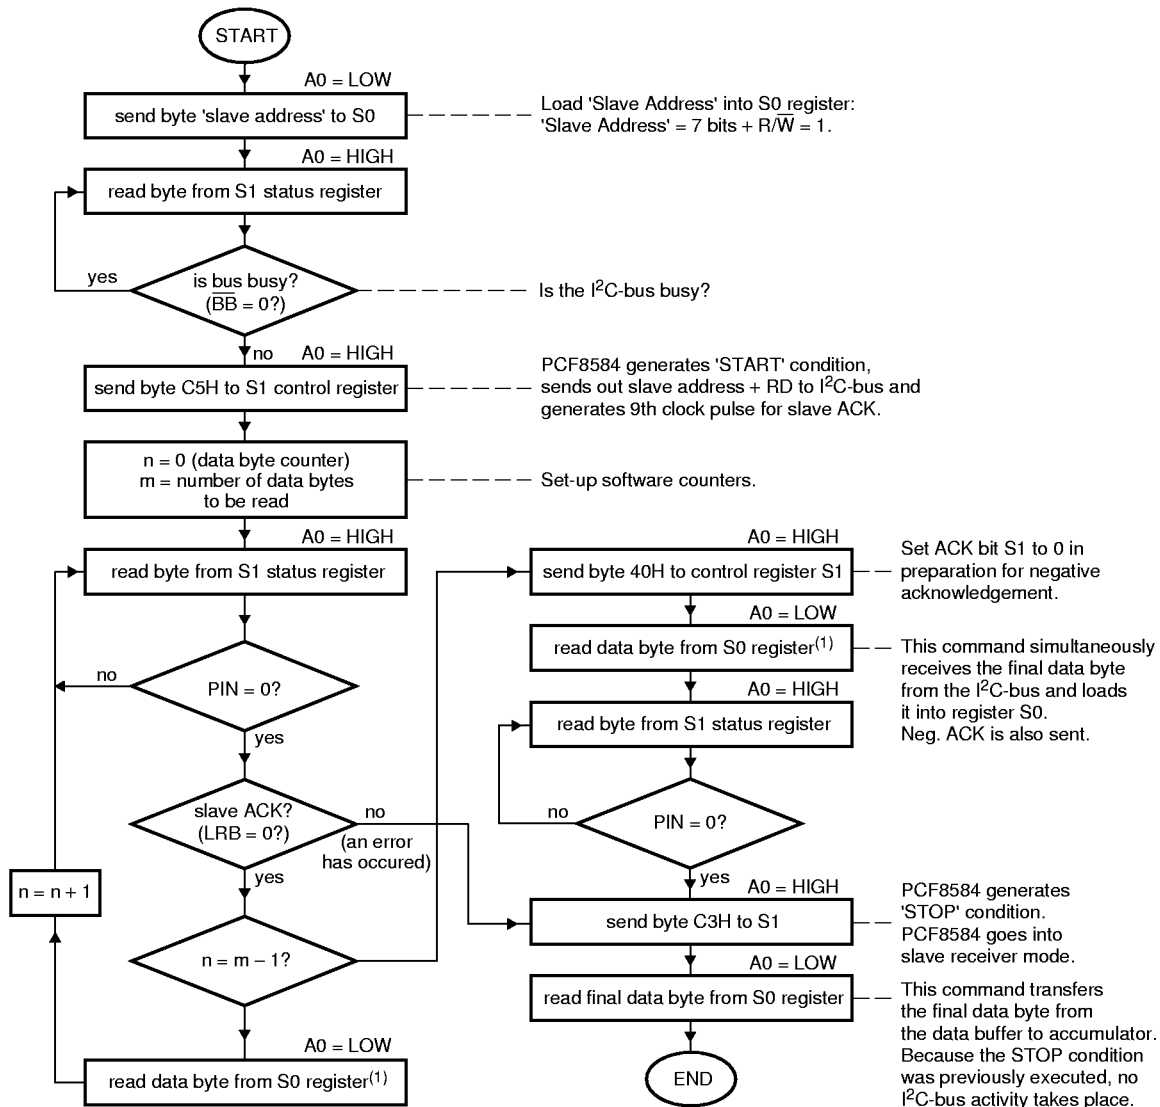 START
A0 = LOW
send byte 'slave address' to S0
Load 'Slave Address' into S0 register:
'Slave Address' = 7 bits + R/W̅ = 1.
A0 = HIGH
read byte from S1 status register
yes
is bus busy?
(B̅B̅ = 0?)
Is the I²C-bus busy?
no
A0 = HIGH
send byte C5H to S1 control register
PCF8584 generates 'START' condition,
sends out slave address + RD to I²C-bus and
generates 9th clock pulse for slave ACK.
n = 0 (data byte counter)
m = number of data bytes
to be read
Set-up software counters.
A0 = HIGH
read byte from S1 status register
no
PIN = 0?
yes
slave ACK?
(LRB = 0?)
no
(an error
has occured)
yes
n = n + 1
n = m – 1?
A0 = LOW
read data byte from S0 register(1)
A0 = HIGH
send byte 40H to control register S1
Set ACK bit S1 to 0 in
preparation for negative
acknowledgement.
A0 = LOW
read data byte from S0 register(1)
This command simultaneously
receives the final data byte
from the I²C-bus and loads
it into register S0.
Neg. ACK is also sent.
A0 = HIGH
read byte from S1 status register
no
PIN = 0?
yes
A0 = HIGH
send byte C3H to S1
PCF8584 generates
'STOP' condition.
PCF8584 goes into
slave receiver mode.
A0 = LOW
read final data byte from S0 register
This command transfers
the final data byte from
the data buffer to accumulator.
Because the STOP condition
was previously executed, no
I²C-bus activity takes place.
END